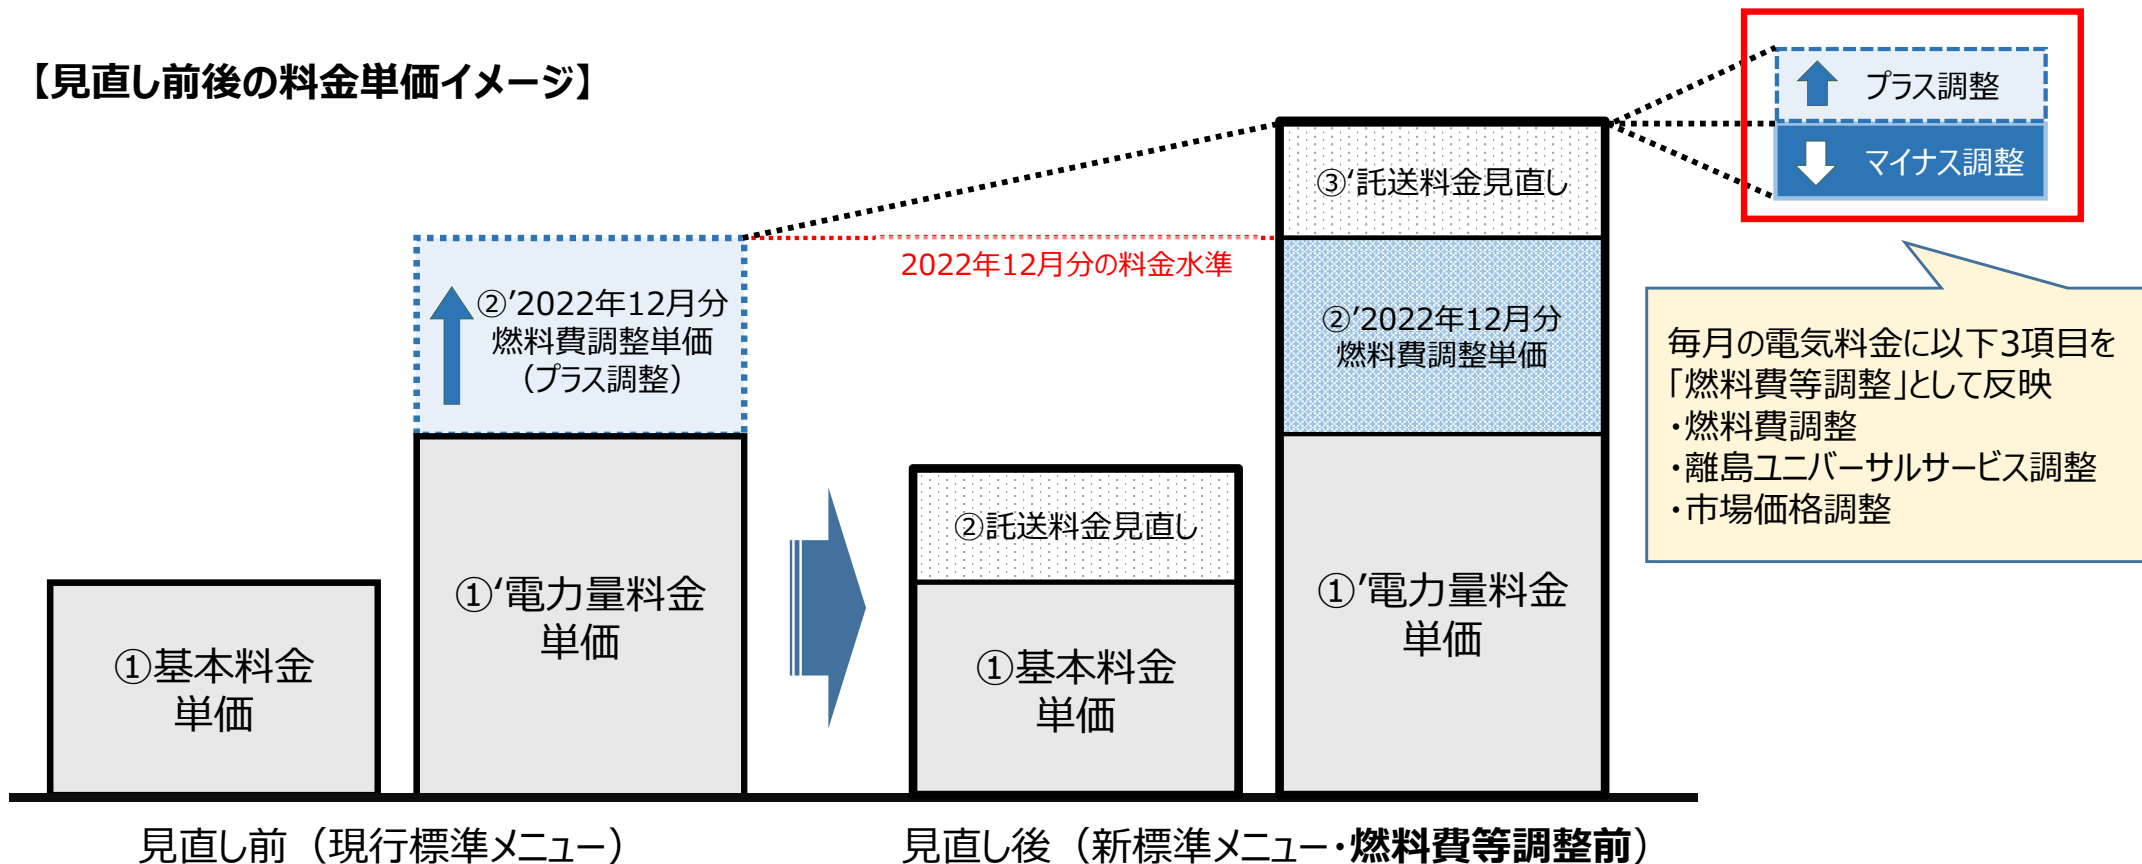 【見直し前後の料金単価イメージ】
プラス調整
マイナス調整
③‘託送料金見直し
2022年12月分の料金水準
②’2022年12月分
燃料費調整単価
（プラス調整）
②’2022年12月分
燃料費調整単価
毎月の電気料金に以下3項目を
「燃料費等調整」として反映
・燃料費調整
・離島ユニバーサルサービス調整
・市場価格調整
②託送料金見直し
①‘電力量料金
単価
①’電力量料金
単価
①基本料金
単価
①基本料金
単価
見直し前（現行標準メニュー）
見直し後（新標準メニュー・燃料費等調整前）